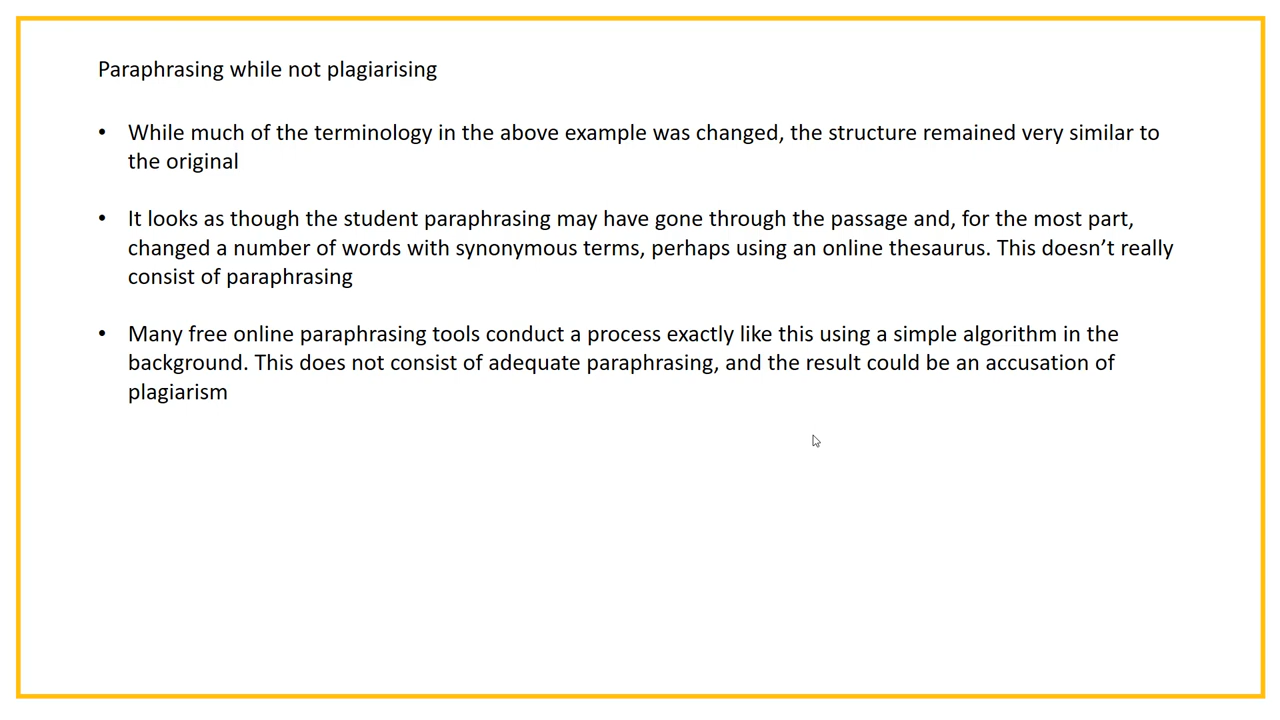 Paraphrasing while not plagiarising
• While much of the terminology in the above example was changed, the structure remained very similar to
the original
• It looks as though the student paraphrasing may have gone through the passage and, for the most part,
changed a number of words with synonymous terms, perhaps using an online thesaurus. This doesn’t really
consist of paraphrasing
• Many free online paraphrasing tools conduct a process exactly like this using a simple algorithm in the
background. This does not consist of adequate paraphrasing, and the result could be an accusation of
plagiarism